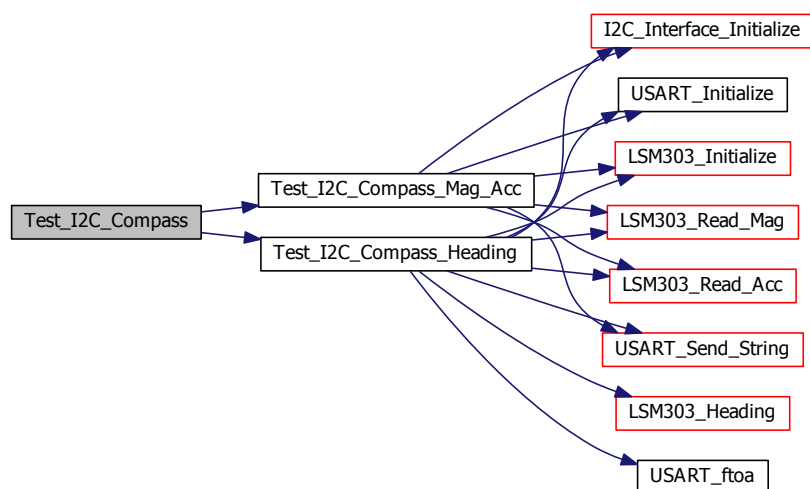 Test_I2C_Compass
Test_I2C_Compass_Mag_Acc
Test_I2C_Compass_Heading
I2C_Interface_Initialize
USART_Initialize
LSM303_Initialize
LSM303_Read_Mag
LSM303_Read_Acc
USART_Send_String
LSM303_Heading
USART_ftoa